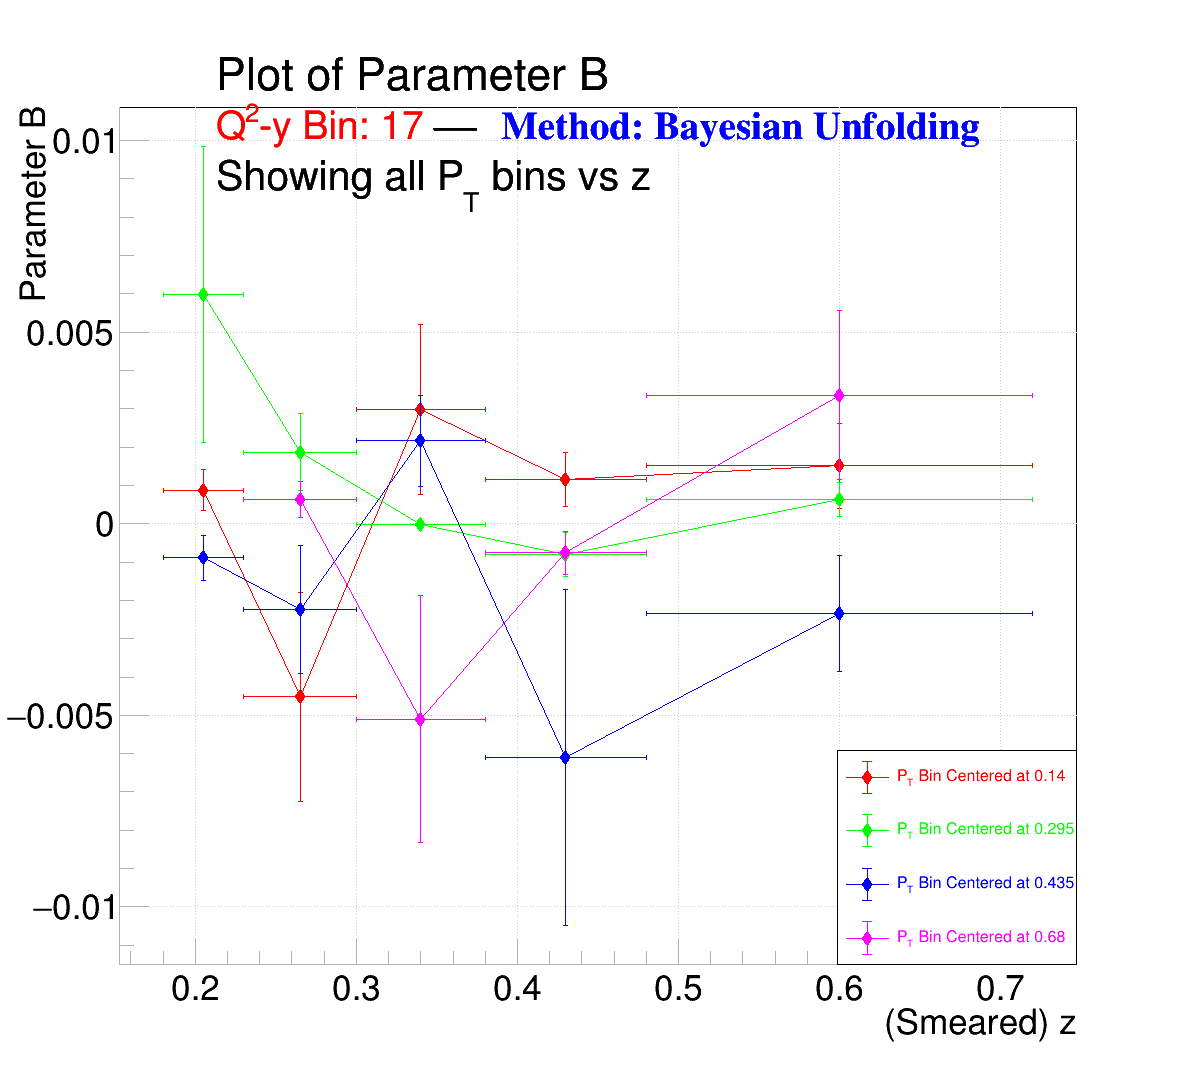 Plot of Parameter B
Q²-y Bin: 17 — Method: Bayesian Unfolding
Showing all P_T bins vs z
Parameter B
0.01
0.005
0
−0.005
−0.01
0.2 0.3 0.4 0.5 0.6 0.7
(Smeared) z
P_T Bin Centered at 0.14
P_T Bin Centered at 0.295
P_T Bin Centered at 0.435
P_T Bin Centered at 0.68